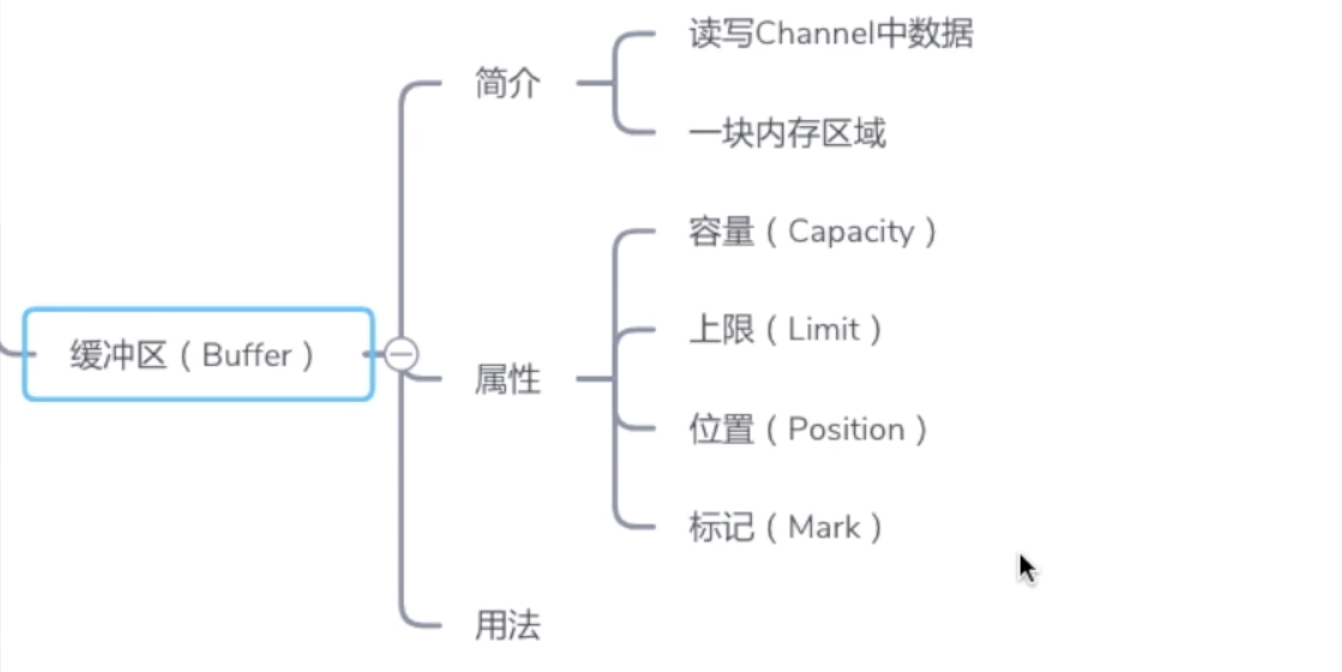 读写Channel中数据
简介
一块内存区域
容量（Capacity）
上限（Limit）
缓冲区（Buffer）
属性
位置（Position）
标记（Mark）
用法